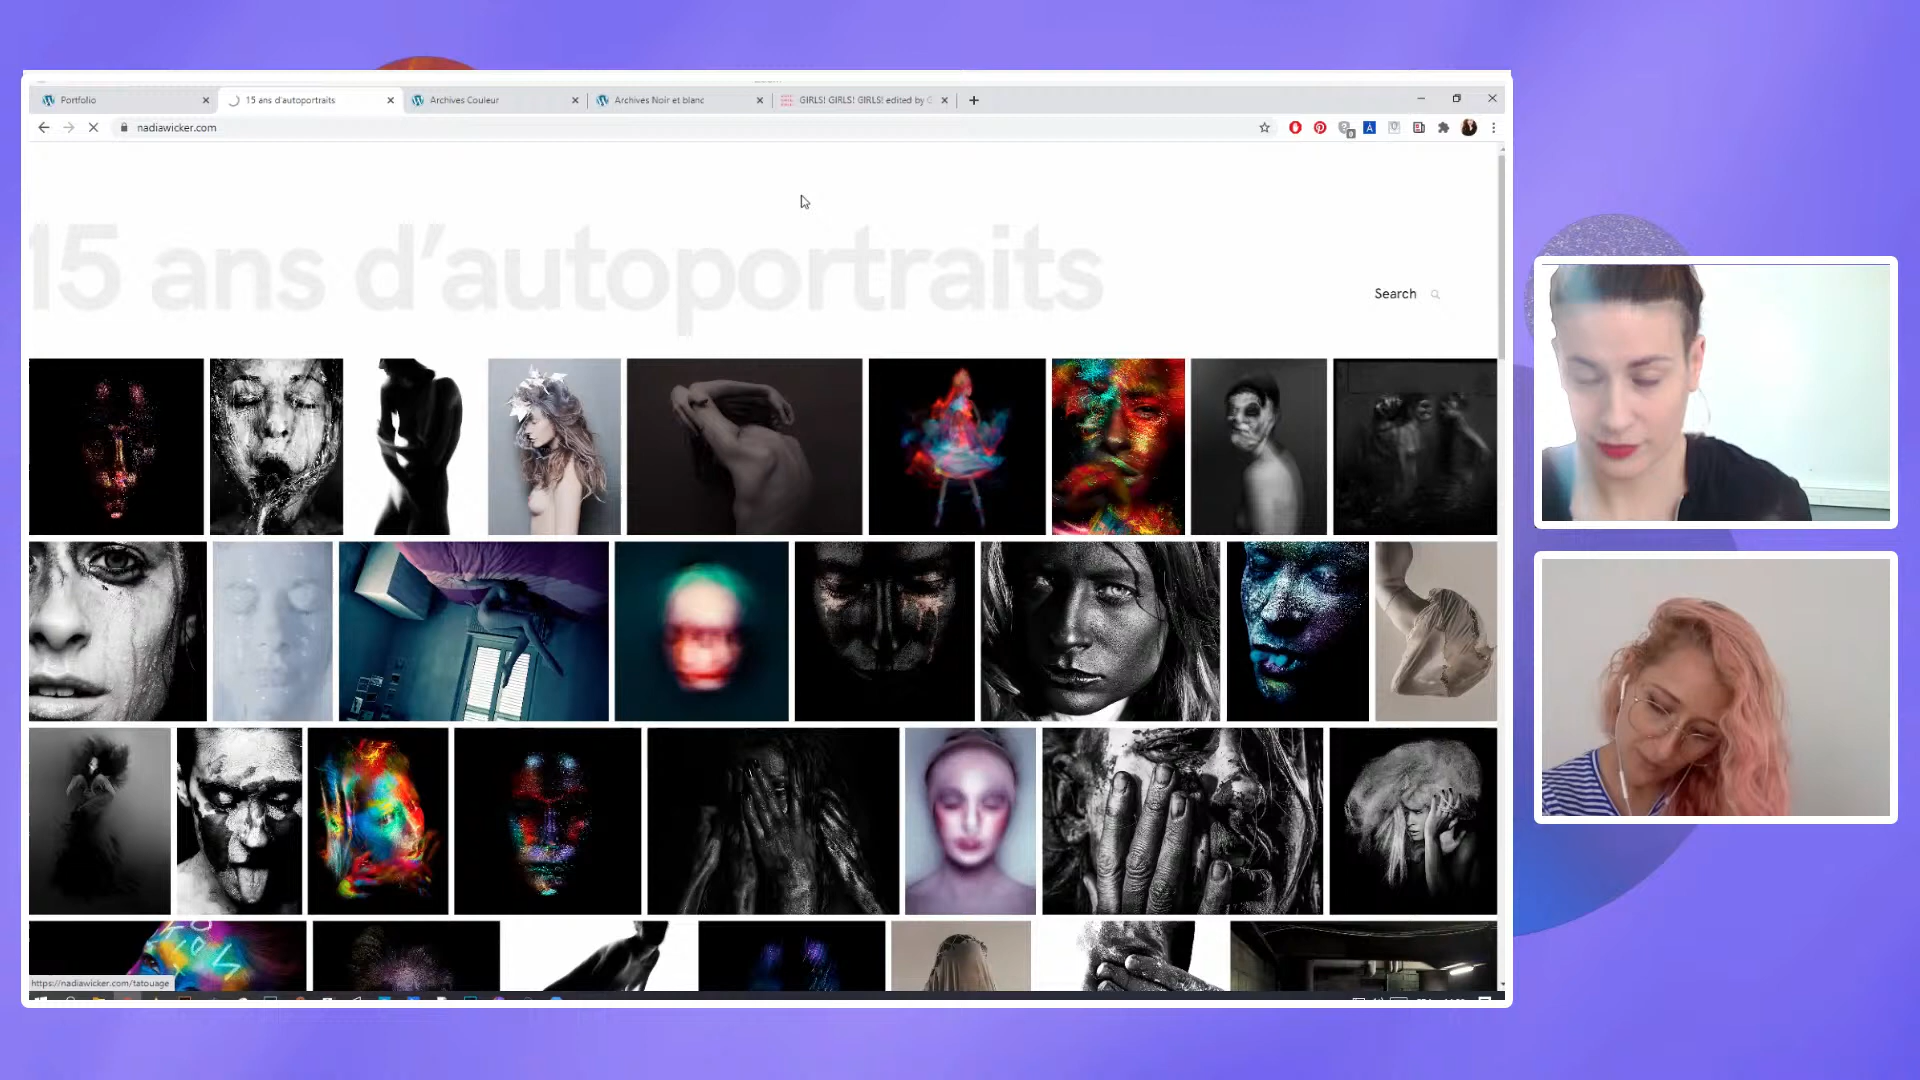 Portfolio
15 ans d'autoportraits
Archives Couleur
Archives Noir et blanc
GIRLS! GIRLS! GIRLS! edited by G
nadiawicker.com
15 ans d'autoportraits
Search
https://nadiawicker.com/tatouage